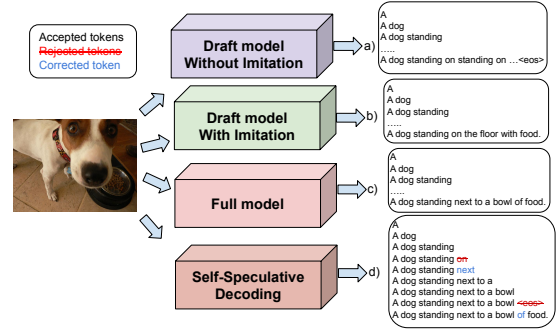 Accepted tokens
Rejected tokens
Corrected token
Draft model
Without Imitation
a)
A
A dog
A dog standing
.....
A dog standing on standing on ...<eos>
Draft model
With Imitation
b)
A
A dog
A dog standing
.....
A dog standing on the floor with food.
Full model
c)
A
A dog
A dog standing
.....
A dog standing next to a bowl of food.
Self-Speculative
Decoding
d)
A
A dog
A dog standing
A dog standing on
A dog standing next
A dog standing next to a
A dog standing next to a bowl
A dog standing next to a bowl <eos>
A dog standing next to a bowl of food.